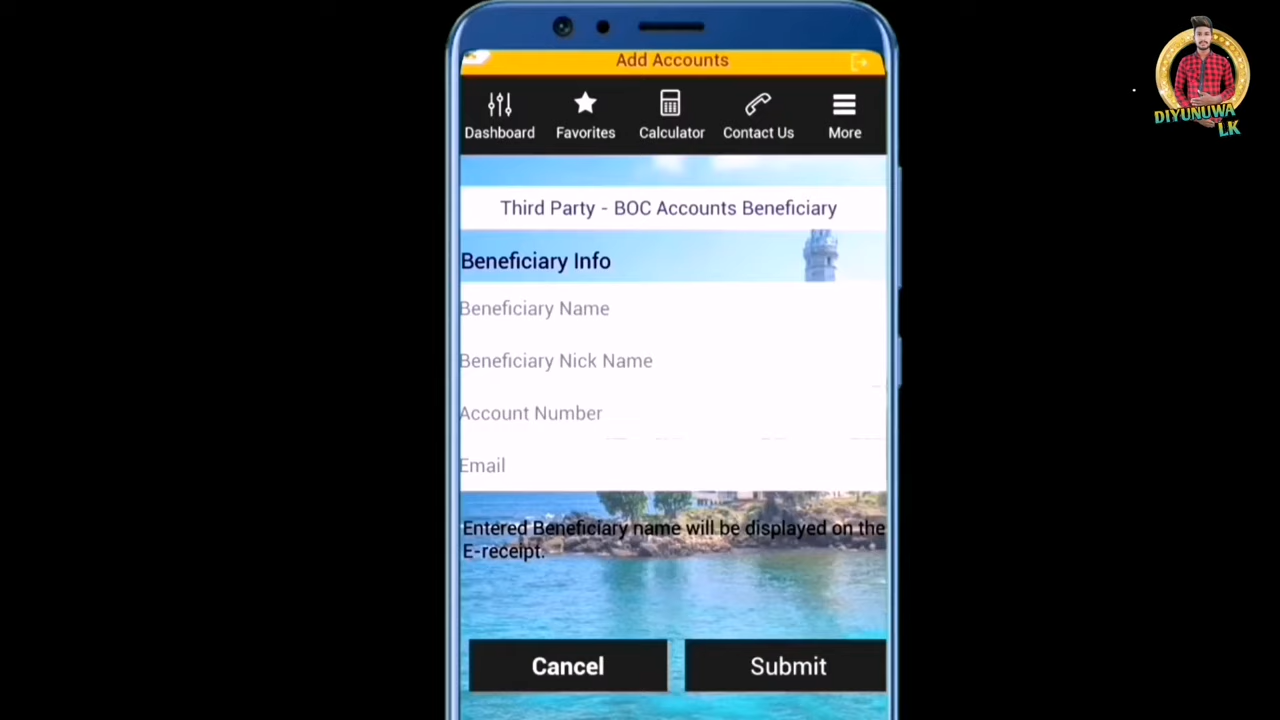 Add Accounts
Dashboard
Favorites
Calculator
Contact Us
More
Third Party - BOC Accounts Beneficiary
Beneficiary Info
Beneficiary Name
Beneficiary Nick Name
Account Number
Email
Entered Beneficiary name will be displayed on the
E-receipt.
Cancel
Submit
DIYUNUWA
LK